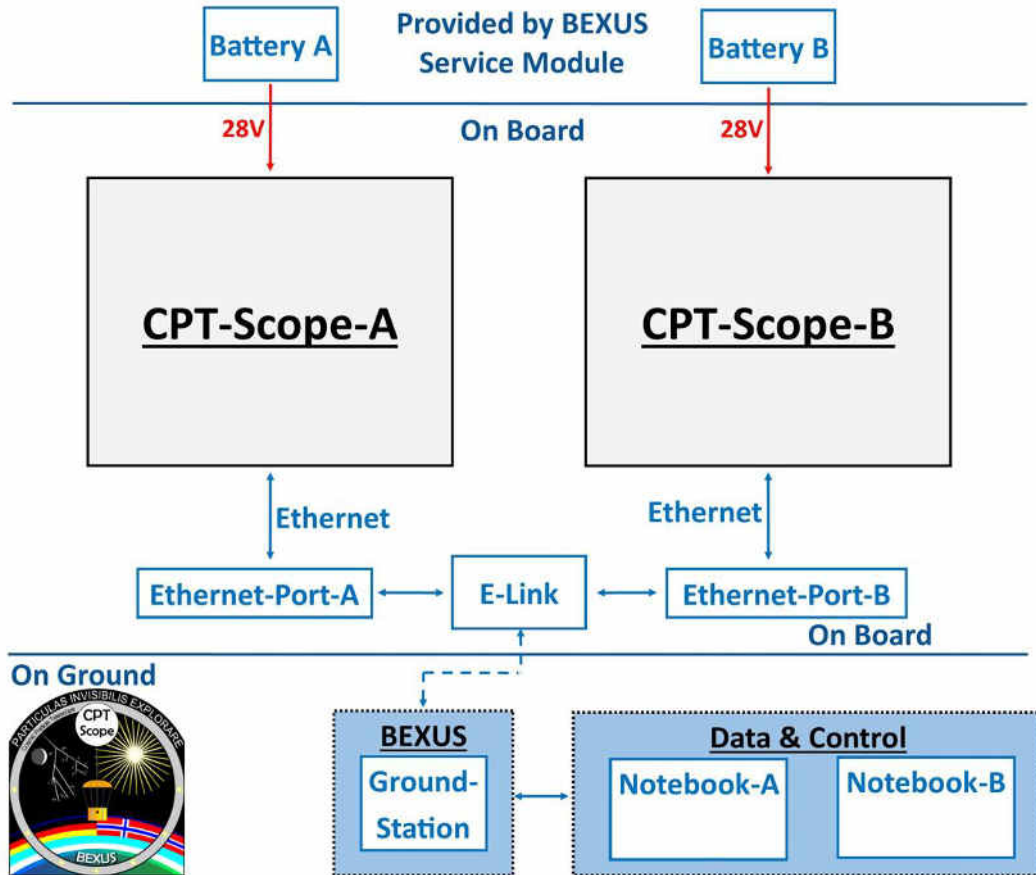 Battery A
Provided by BEXUS
Service Module
Battery B
28V
On Board
28V
CPT-Scope-A
CPT-Scope-B
Ethernet
Ethernet
Ethernet-Port-A
E-Link
Ethernet-Port-B
On Board
On Ground
PARTICULAS INVISIBILIS EXPLORARE
CPT
Scope
BEXUS
BEXUS
Ground-
Station
Data & Control
Notebook-A
Notebook-B